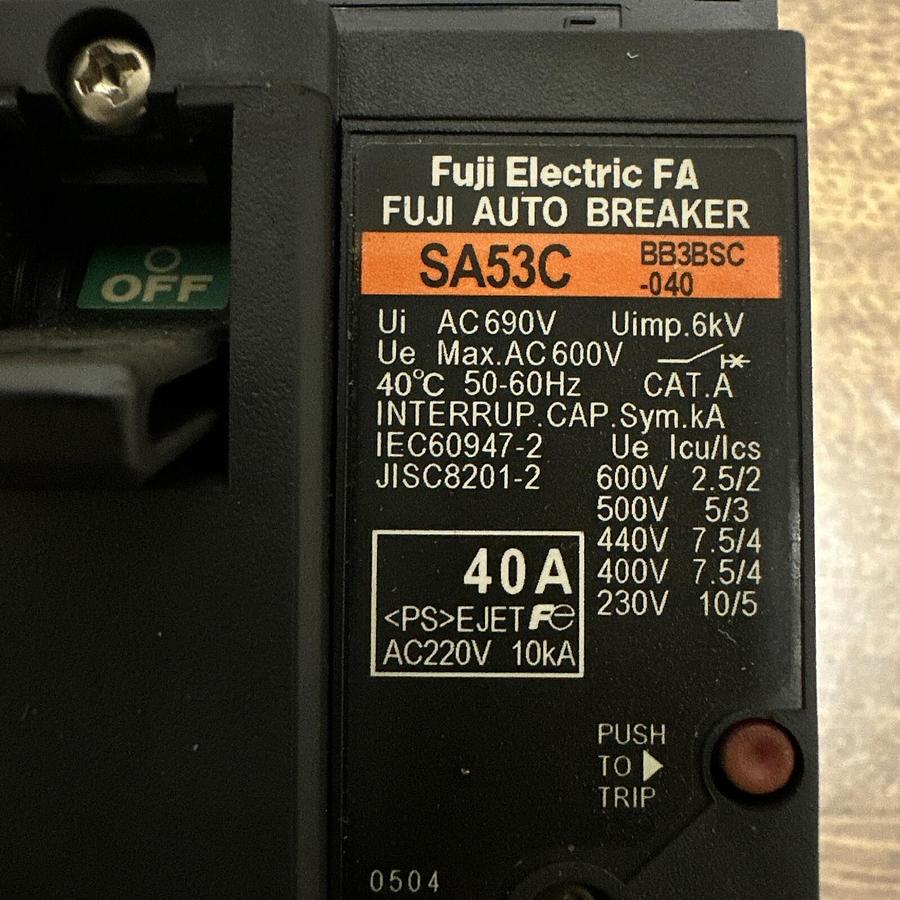 OFF
Fuji Electric FA
FUJI AUTO BREAKER
SA53C BB3BSC
-040
Ui AC690V Uimp.6kV
Ue Max.AC600V
40℃ 50-60Hz CAT.A
INTERRUP.CAP.Sym.kA
IEC60947-2 Ue Icu/Ics
JISC8201-2 600V 2.5/2
500V 5/3
440V 7.5/4
400V 7.5/4
230V 10/5
40A
<PS>EJET Fe
AC220V 10kA
PUSH
TO
TRIP
0504